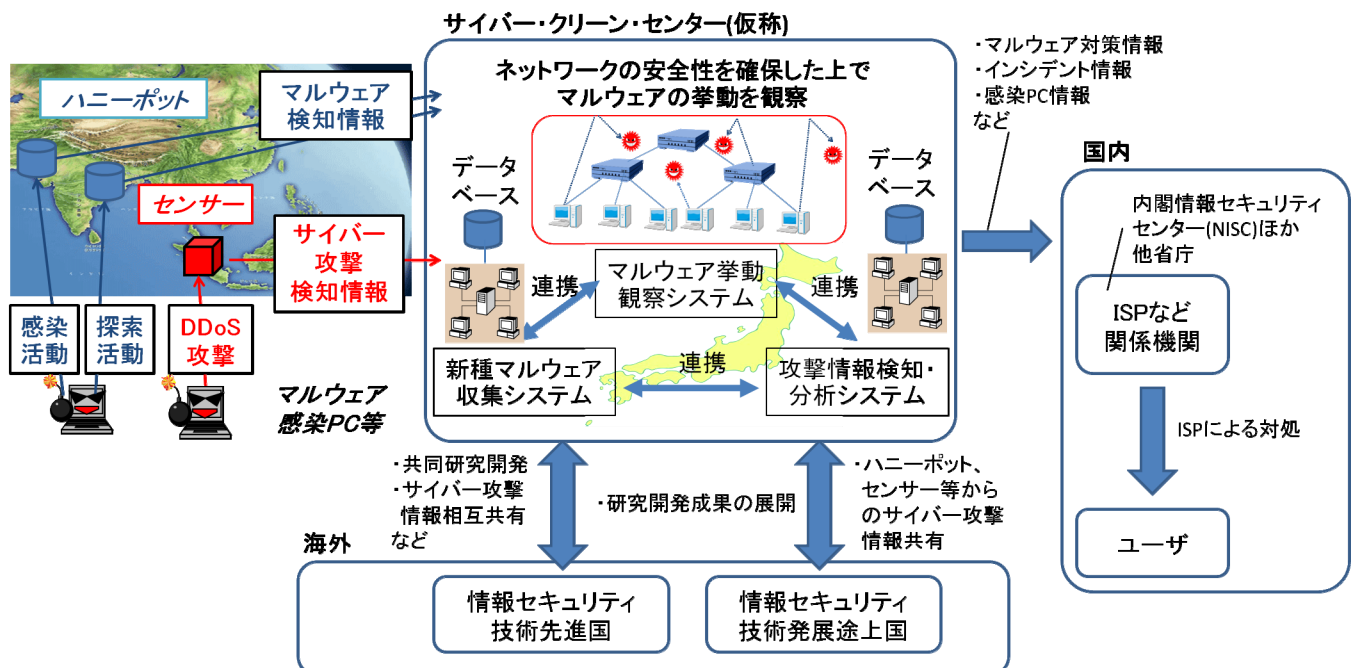 サイバー・クリーン・センター(仮称)
ネットワークの安全性を確保した上で
マルウェアの挙動を観察
ハニーポット
マルウェア
検知情報
センサー
サイバー
攻撃
検知情報
感染
活動
探索
活動
DDoS
攻撃
マルウェア
感染PC等
データ
ベース
データ
ベース
マルウェア挙動
観察システム
連携
連携
連携
新種マルウェア
収集システム
攻撃情報検知・
分析システム
・マルウェア対策情報
・インシデント情報
・感染PC情報
など
国内
内閣情報セキュリティ
センター(NISC)ほか
他省庁
ISPなど
関係機関
ISPによる対処
ユーザ
・共同研究開発
・サイバー攻撃
情報相互共有
など
・研究開発成果の展開
・ハニーポット、
センサー等から
のサイバー攻撃
情報共有
海外
情報セキュリティ
技術先進国
情報セキュリティ
技術発展途上国